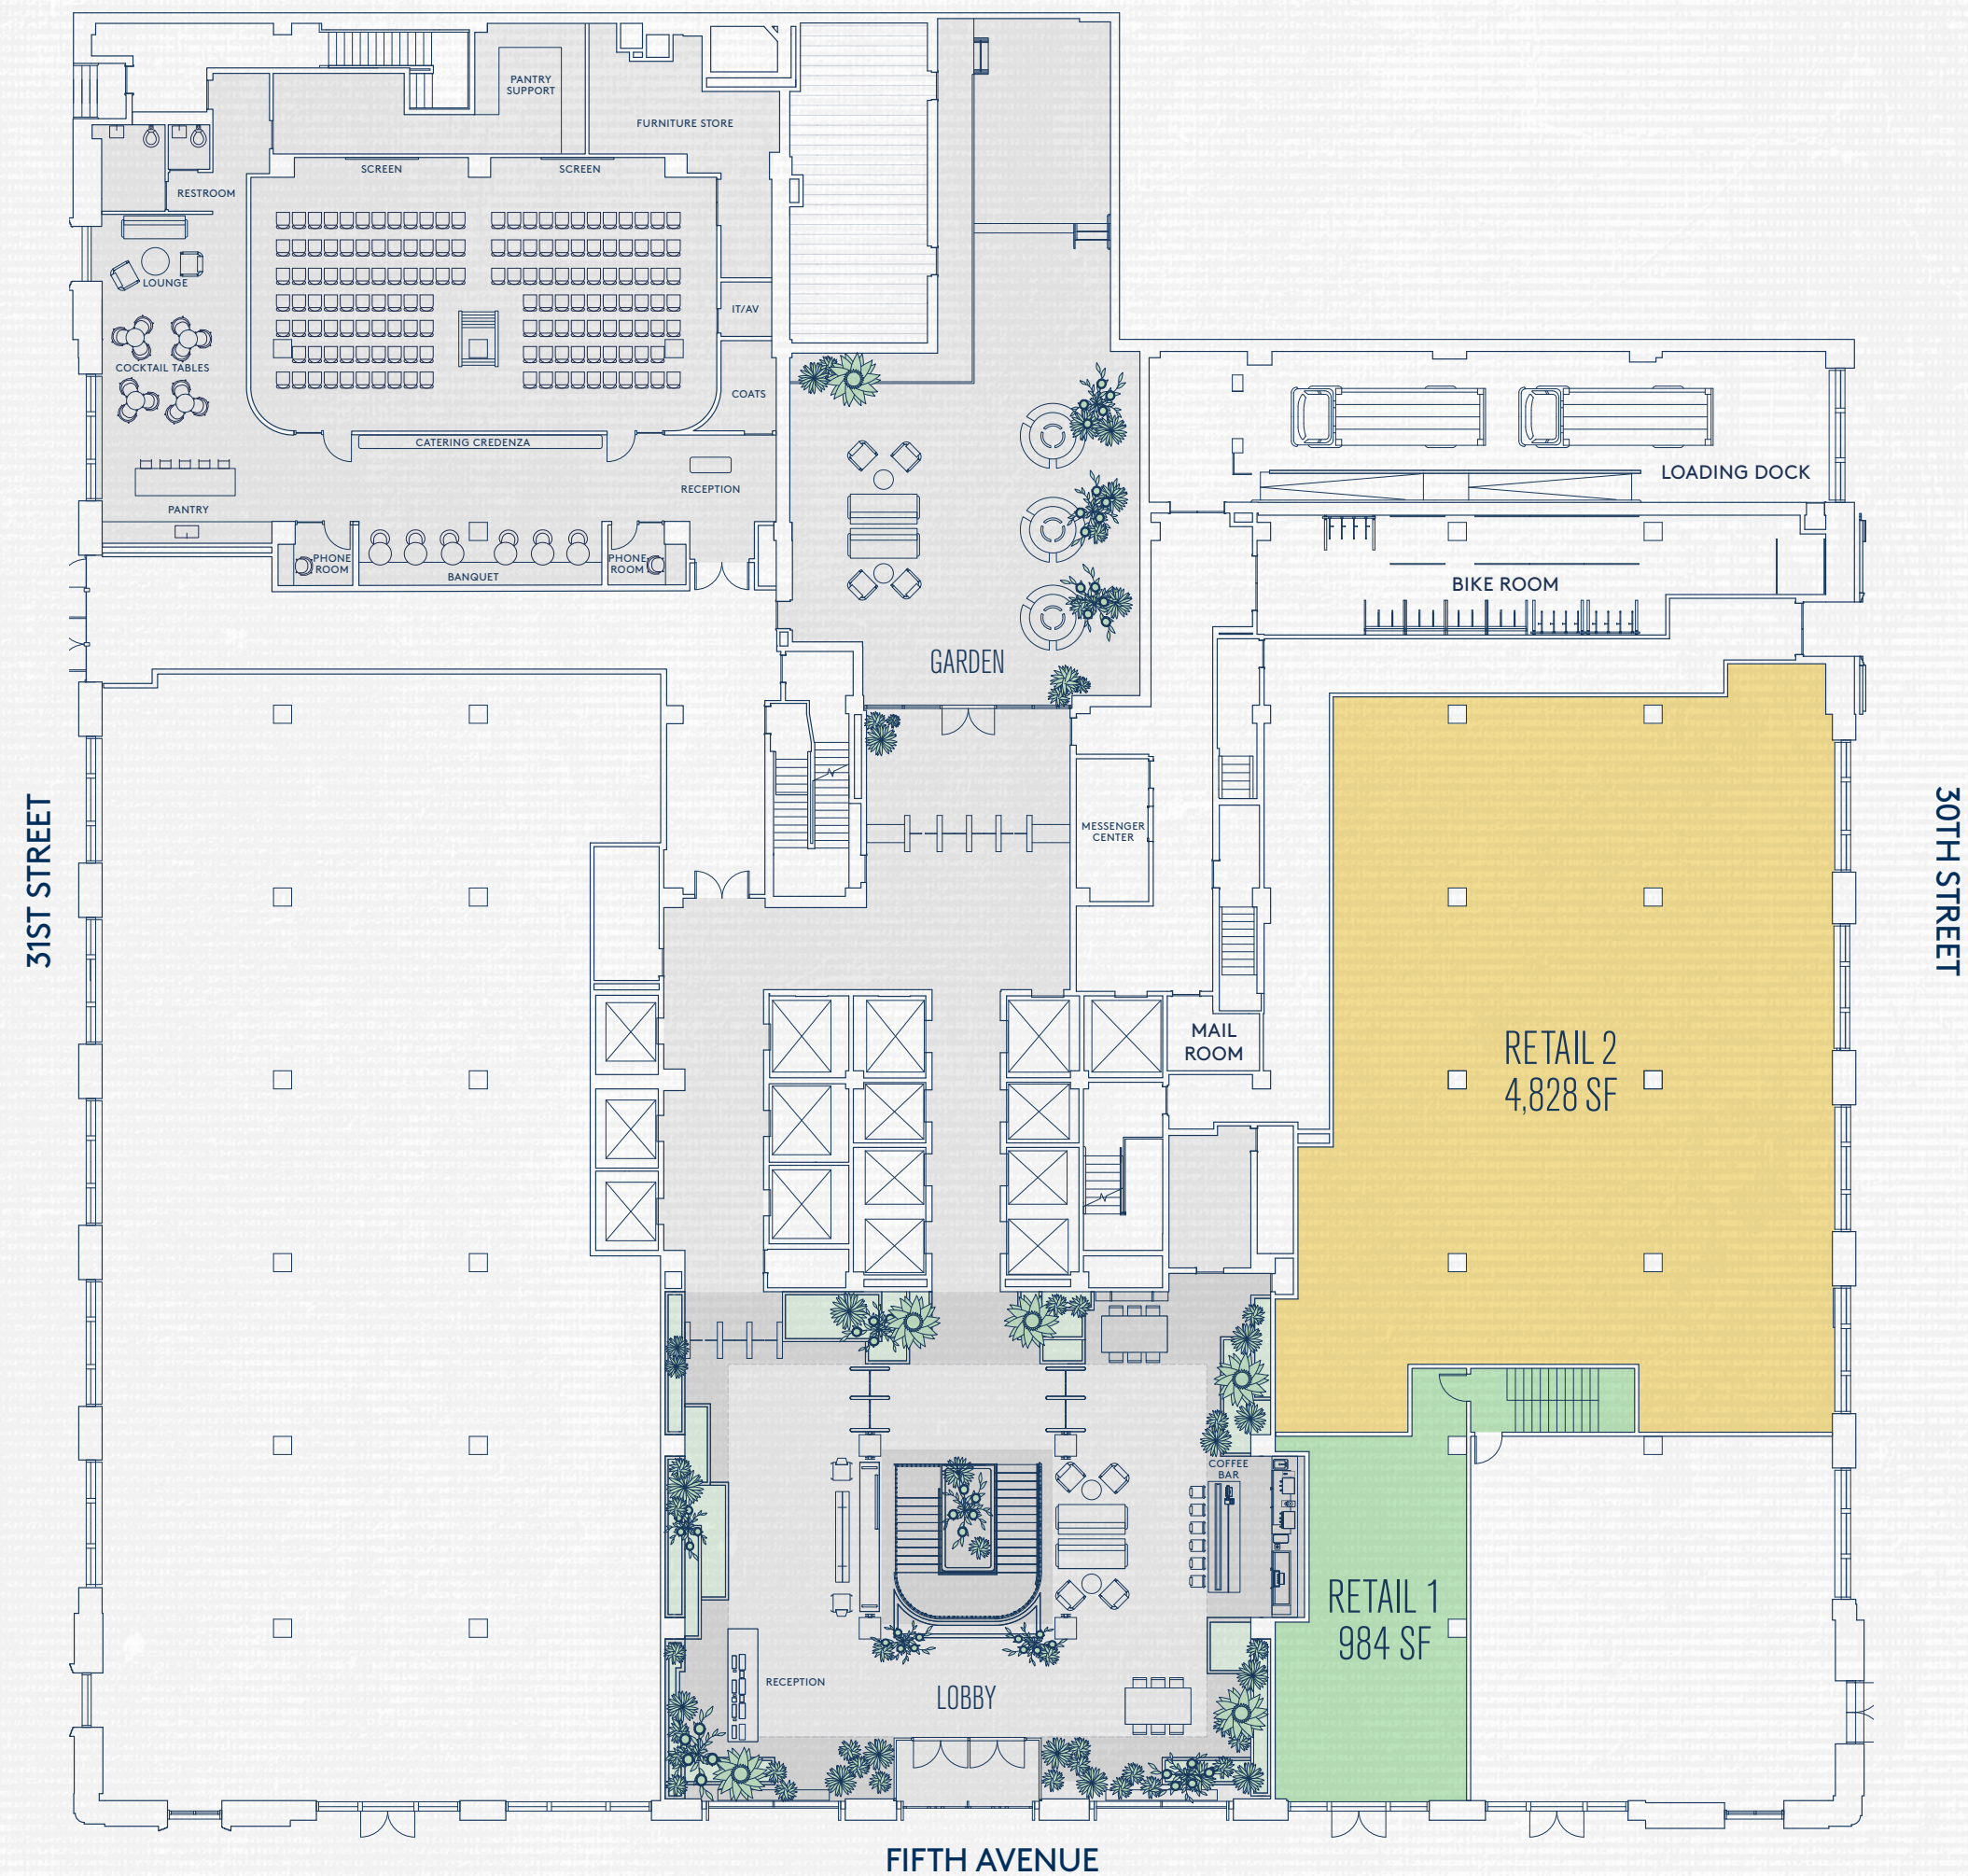 PANTRY
SUPPORT
FURNITURE STORE
SCREEN
SCREEN
RESTROOM
LOUNGE
IT/AV
COCKTAIL TABLES
COATS
CATERING CREDENZA
RECEPTION
PANTRY
PHONE
ROOM
PHONE
ROOM
BANQUET
LOADING DOCK
BIKE ROOM
GARDEN
MESSENGER
CENTER
31ST STREET
30TH STREET
MAIL
ROOM
RETAIL 2
4,828 SF
COFFEE
BAR
RETAIL 1
984 SF
RECEPTION
LOBBY
FIFTH AVENUE